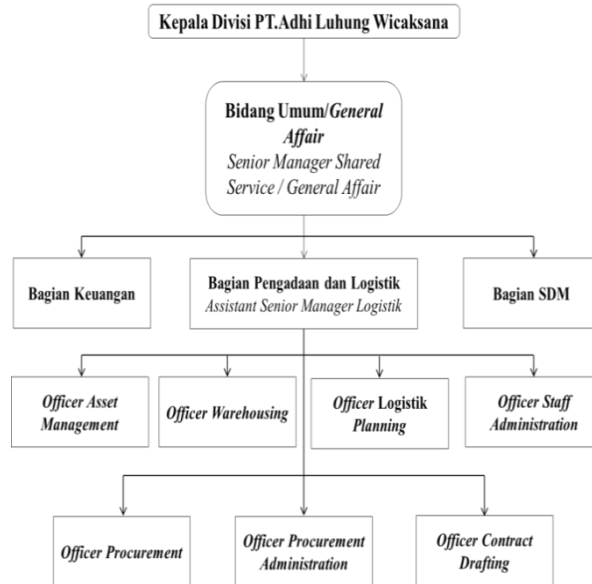 Kepala Divisi PT.Adhi Luhung Wicaksana
Bidang Umum/General
Affair
Senior Manager Shared
Service / General Affair
Bagian Keuangan
Bagian Pengadaan dan Logistik
Assistant Senior Manager Logistik
Bagian SDM
Officer Asset
Management
Officer Warehousing
Officer Logistik
Planning
Officer Staff
Administration
Officer Procurement
Officer Procurement
Administration
Officer Contract
Drafting